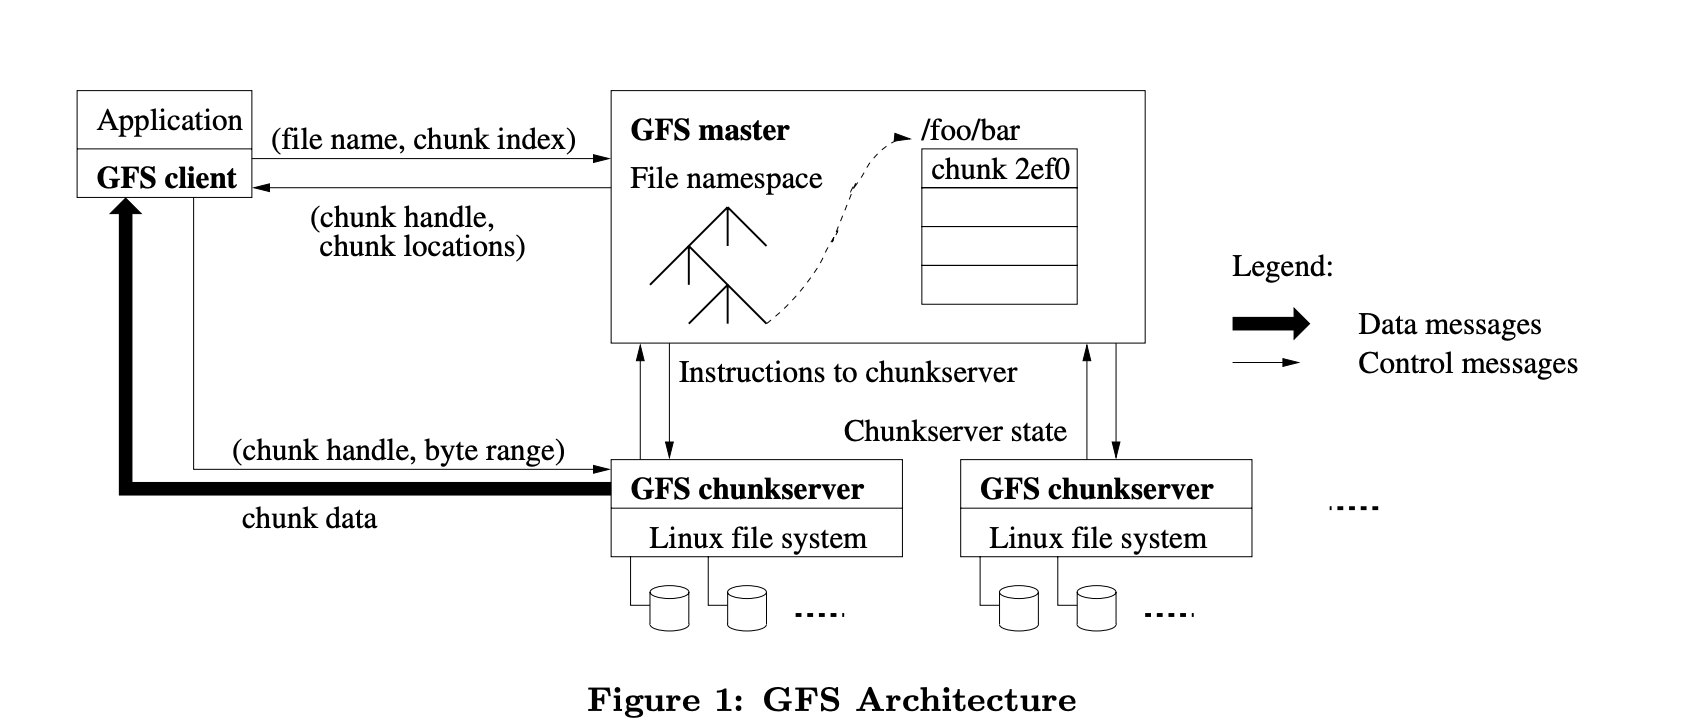 Application
GFS client
(file name, chunk index)
(chunk handle,
chunk locations)
GFS master
File namespace
/foo/bar
chunk 2ef0
Legend:
Data messages
Control messages
Instructions to chunkserver
Chunkserver state
(chunk handle, byte range)
chunk data
GFS chunkserver
Linux file system
GFS chunkserver
Linux file system
Figure 1: GFS Architecture